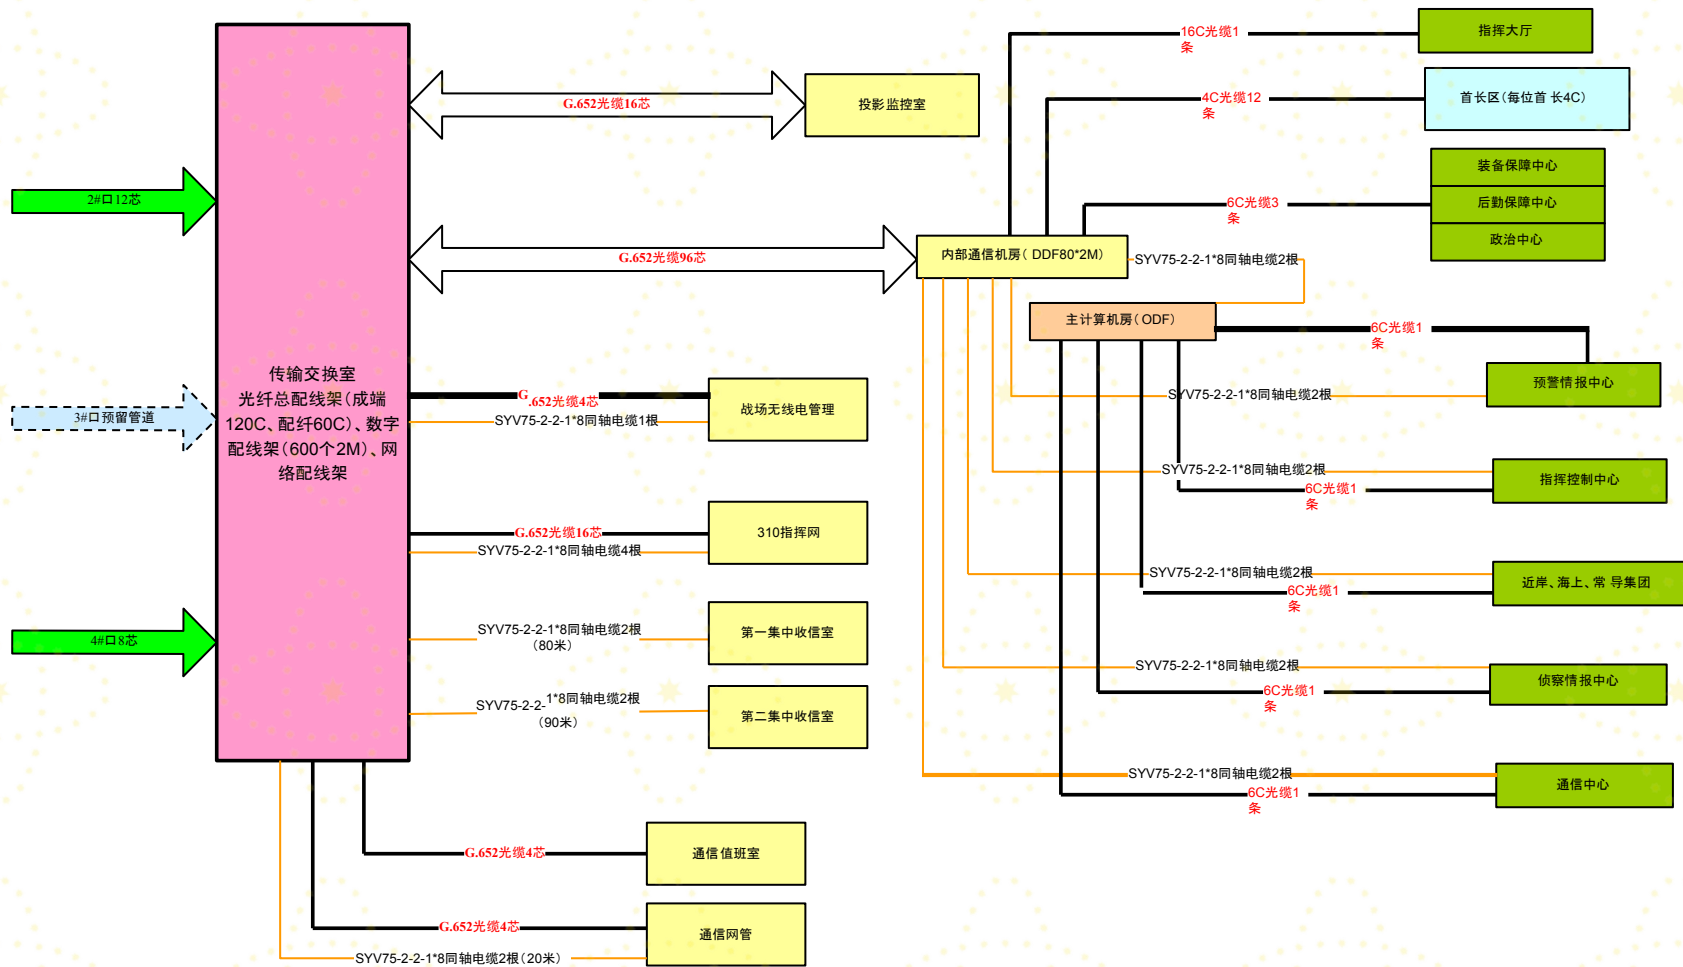 16C光缆1
条
指挥大厅
4C光缆12
条
首长区（每位首 长4C）
G.652光缆16芯
投影监控室
装备保障中心
6C光缆3
条
后勤保障中心
政治中心
2#口12芯
G.652光缆96芯
内部通信机房（ DDF80*2M）
SYV75-2-2-1*8同轴电缆2根
主计算机房（ODF）
6C光缆1
条
预警情报中心
SYV75-2-2-1*8同轴电缆2根
传输交换室
光纤总配线架（成端
120C、配纤60C）、数字
配线架（600个2M）、网
络配线架
3#口预留管道
G.652光缆4芯
SYV75-2-2-1*8同轴电缆1根
战场无线电管理
SYV75-2-2-1*8同轴电缆2根
6C光缆1
条
指挥控制中心
G.652光缆16芯
SYV75-2-2-1*8同轴电缆4根
310指挥网
SYV75-2-2-1*8同轴电缆2根
6C光缆1
条
近岸、海上、常 导集团
4#口8芯
SYV75-2-2-1*8同轴电缆2根
（80米）
第一集中收信室
SYV75-2-2-1*8同轴电缆2根
6C光缆1
条
侦察情报中心
SYV75-2-2-1*8同轴电缆2根
（90米）
第二集中收信室
SYV75-2-2-1*8同轴电缆2根
6C光缆1
条
通信中心
G.652光缆4芯
通信值班室
G.652光缆4芯
通信网管
SYV75-2-2-1*8同轴电缆2根（20米）